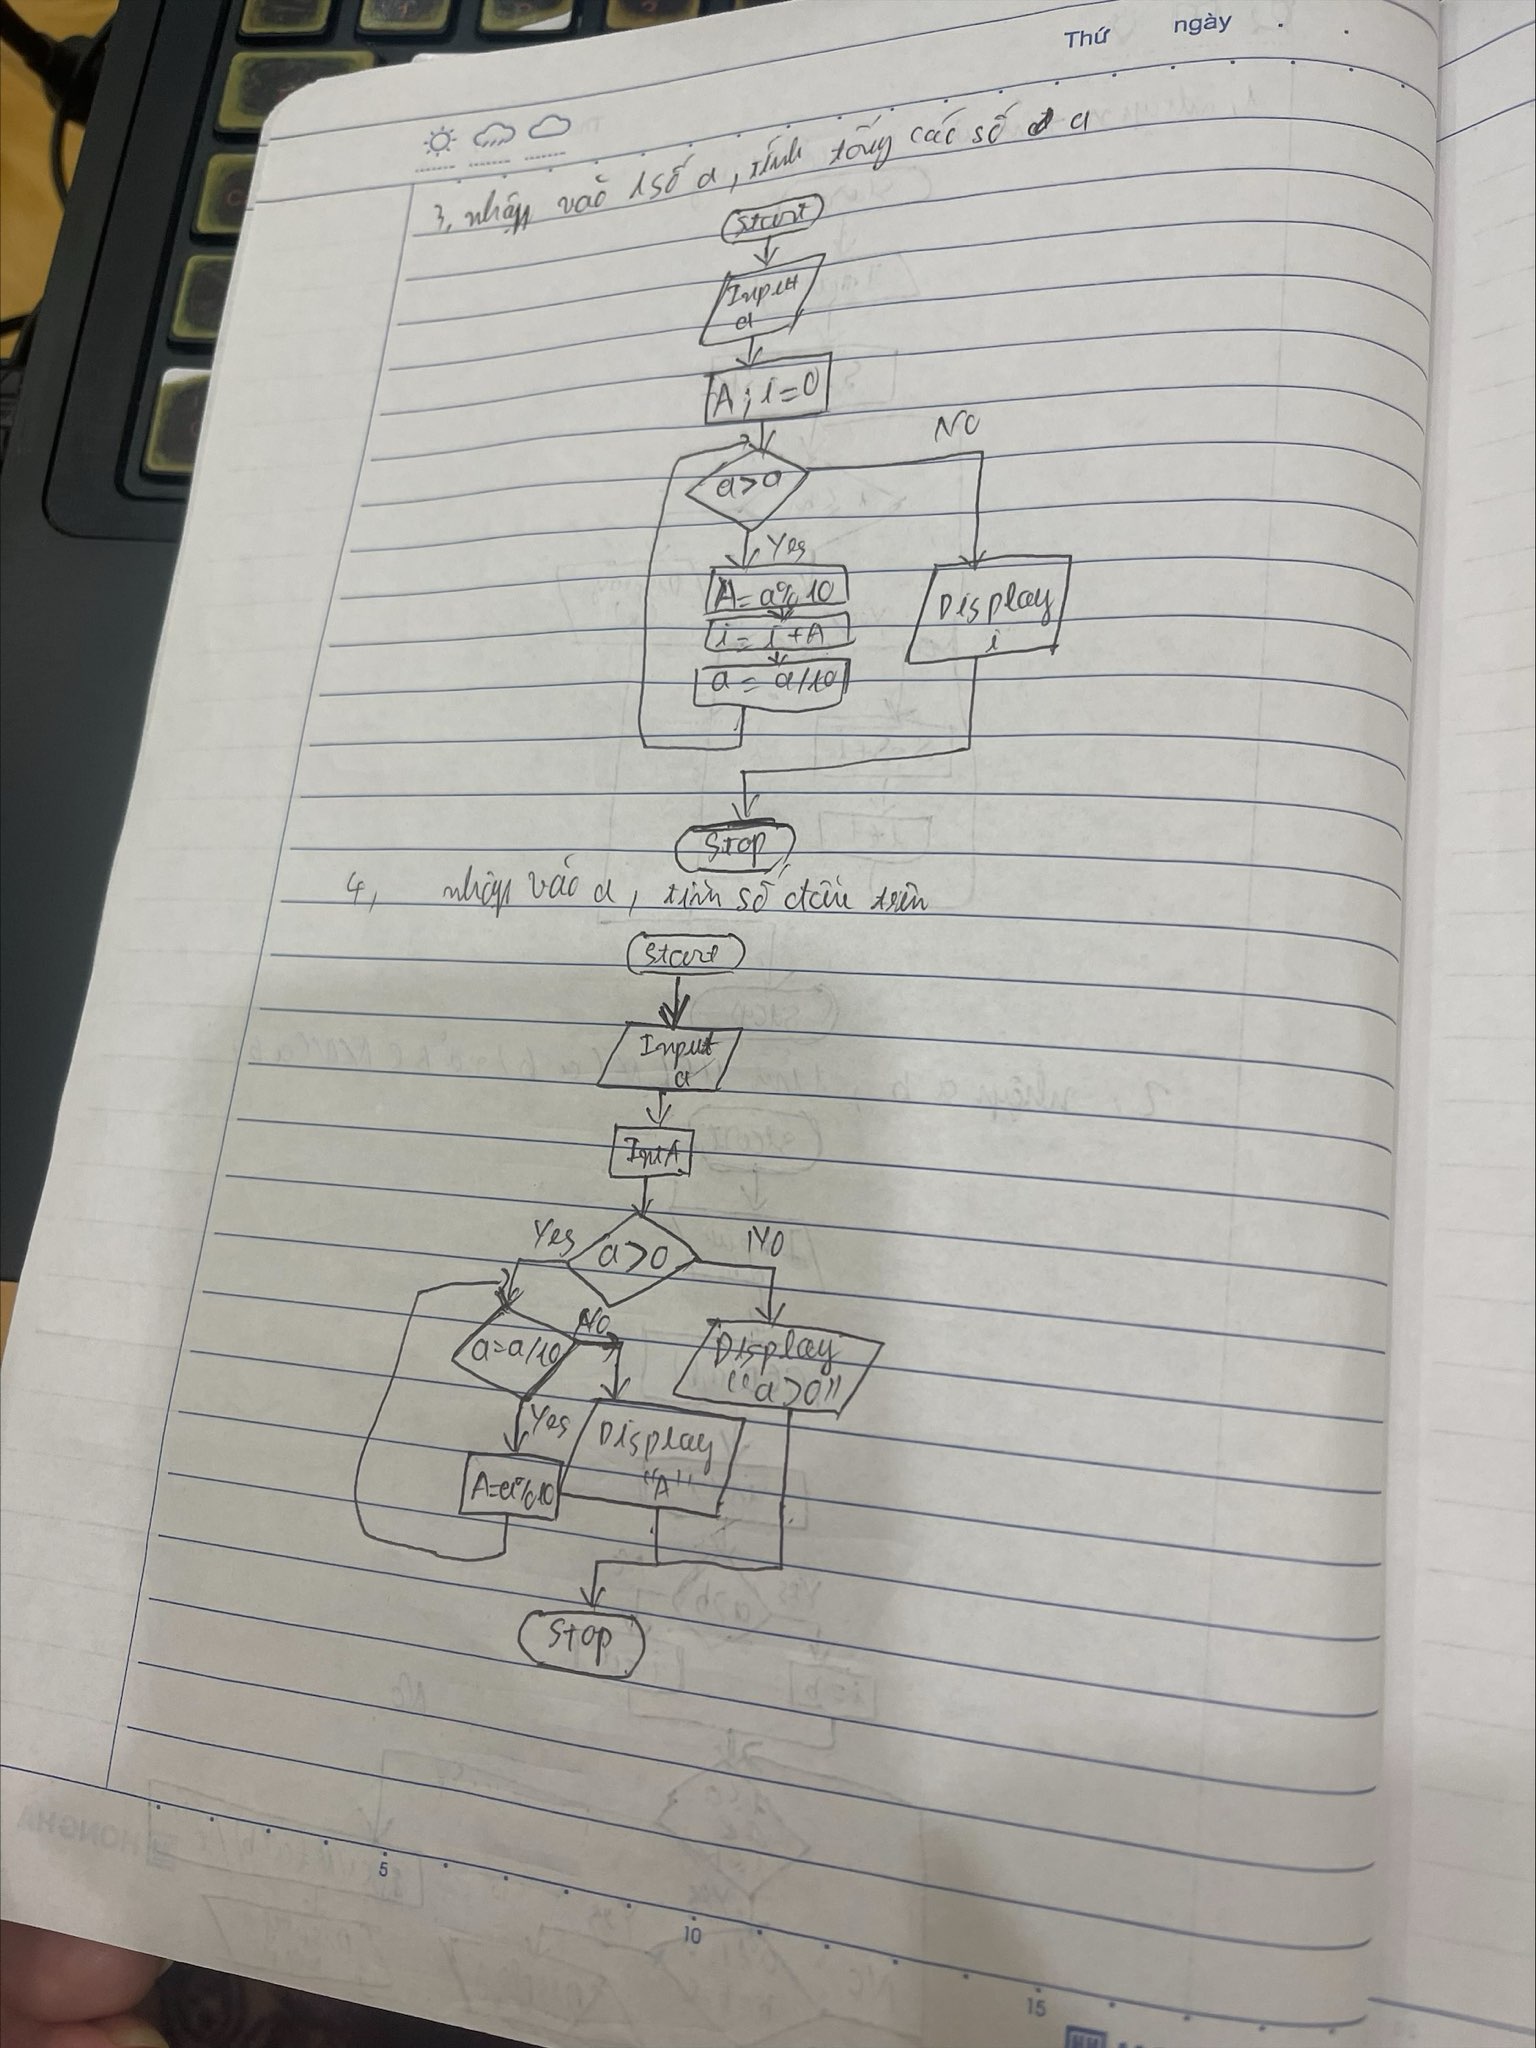 Thứ ngày
3, nhập vào 1 số a, tính tổng các số a
Start
Input
a
A; i=0
NO
a>a
Yes
A=a%10
i=i+A
a=a/10
Display
i
Stop
4, nhập vào a, tìm số đầu tiên
Start
Input
a
Int A
Yes
a>0
NO
a=a/10
NO
Display
"a>0"
Yes
Display
"A"
A=a%10
Stop
5
10
15